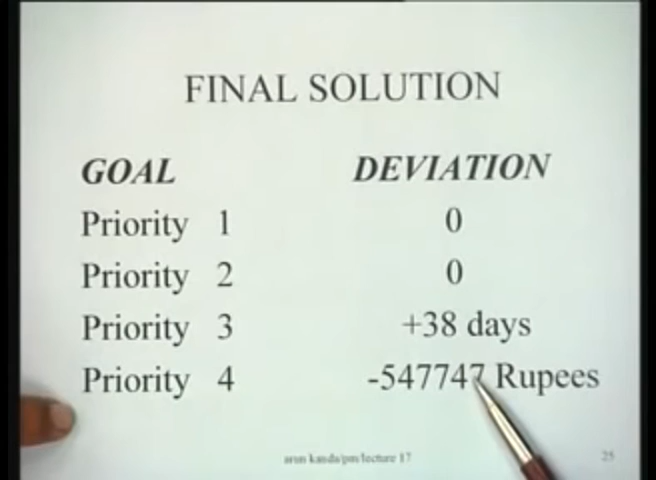 FINAL SOLUTION
GOAL DEVIATION
Priority 1 0
Priority 2 0
Priority 3 +38 days
Priority 4 -547747 Rupees
arun kanda/pm/lecture 17 25